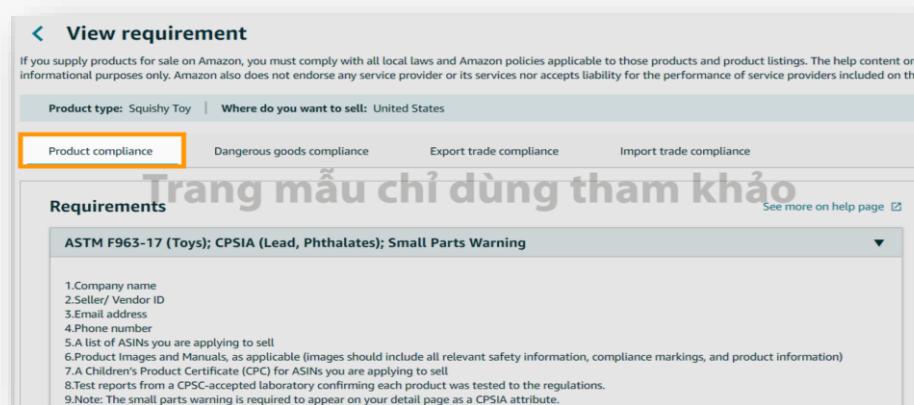 View requirement
If you supply products for sale on Amazon, you must comply with all local laws and Amazon policies applicable to those products and product listings. The help content on
informational purposes only. Amazon also does not endorse any service provider or its services nor accepts liability for the performance of service providers included on th
Product type: Squishy Toy | Where do you want to sell: United States
Product compliance Dangerous goods compliance Export trade compliance Import trade compliance
Trang mẫu chỉ dùng tham khảo
Requirements See more on help page
ASTM F963-17 (Toys); CPSIA (Lead, Phthalates); Small Parts Warning
1.Company name
2.Seller/ Vendor ID
3.Email address
4.Phone number
5.A list of ASINs you are applying to sell
6.Product Images and Manuals, as applicable (images should include all relevant safety information, compliance markings, and product information)
7.A Children's Product Certificate (CPC) for ASINs you are applying to sell
8.Test reports from a CPSC-accepted laboratory confirming each product was tested to the regulations.
9.Note: The small parts warning is required to appear on your detail page as a CPSIA attribute.